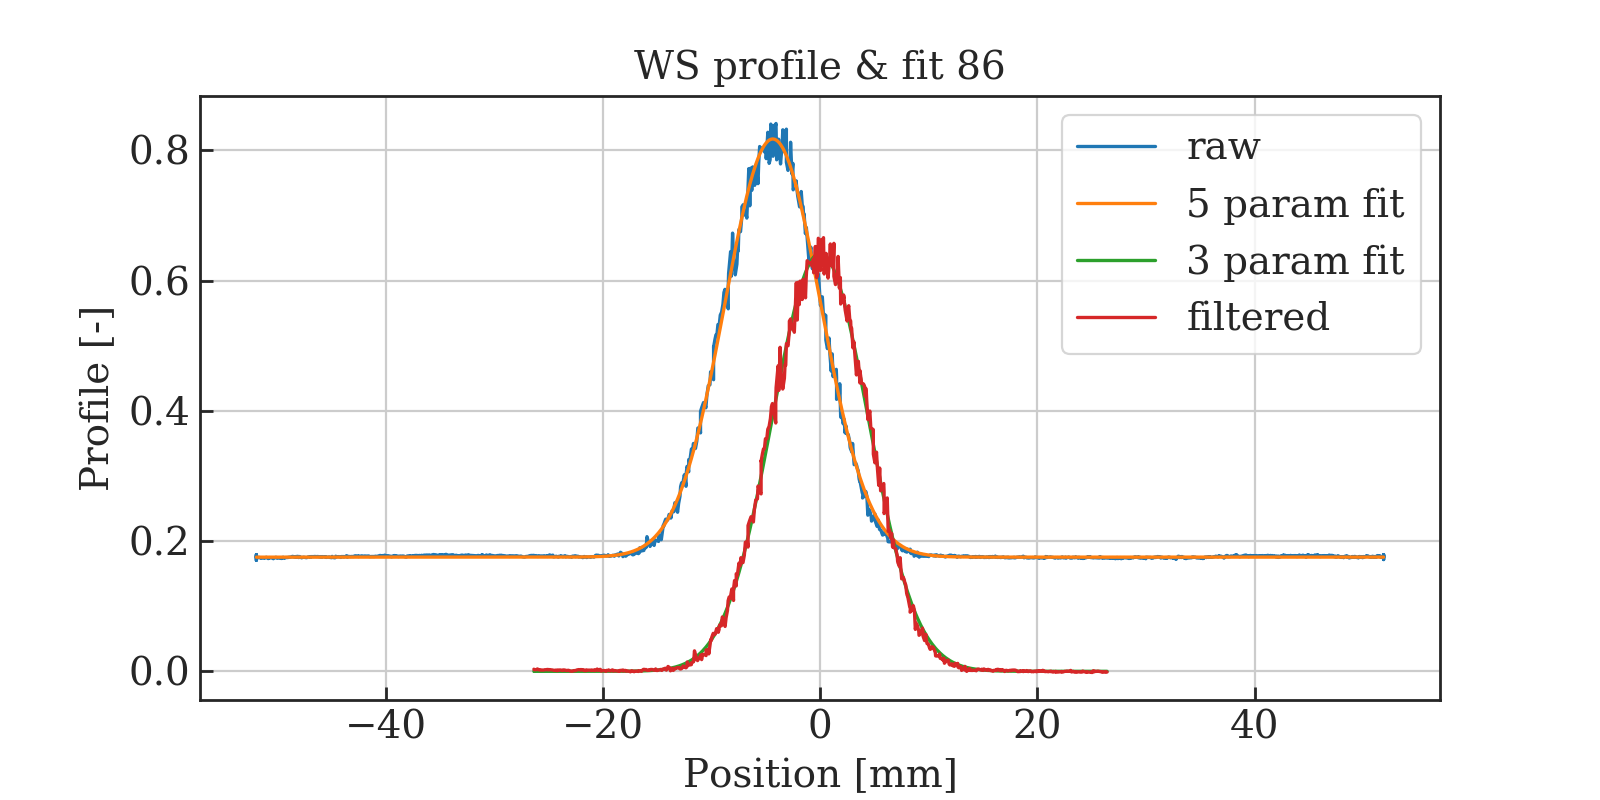 WS profile & fit 86
raw
5 param fit
3 param fit
filtered
Profile [-]
0.8
0.6
0.4
0.2
0.0
−40 −20 0 20 40
Position [mm]